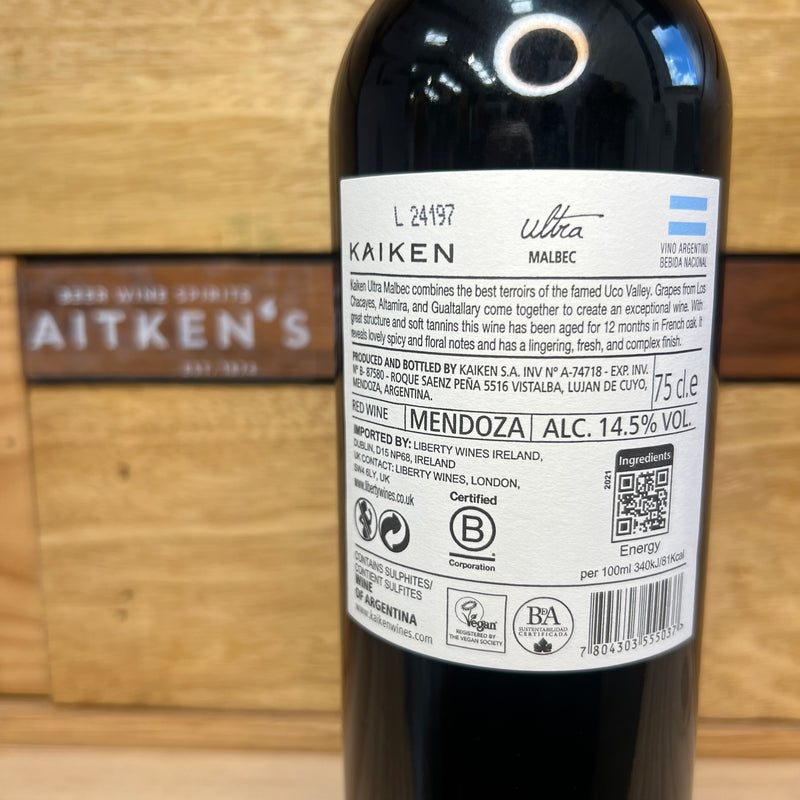 BEER WINE SPIRITS
AITKEN'S
EST. 1874
L 24197
KAIKEN
ultra
MALBEC
VINO ARGENTINO
BEBIDA NACIONAL
Kaiken Ultra Malbec combines the best terroirs of the famed Uco Valley. Grapes from Los
Chacayes, Altamira, and Gualtallary come together to create an exceptional wine. With
great structure and soft tannins this wine has been aged for 12 months in French oak. It
reveals lovely spicy and floral notes and has a lingering, fresh, and complex finish.
PRODUCED AND BOTTLED BY KAIKEN S.A. INV Nº A-74718 - EXP. INV.
Nº B- 87580 - ROQUE SAENZ PEÑA 5516 VISTALBA, LUJAN DE CUYO,
MENDOZA, ARGENTINA.
75 cl.e
RED WINE
MENDOZA
ALC. 14.5% VOL.
IMPORTED BY: LIBERTY WINES IRELAND,
DUBLIN, D15 NP68, IRELAND
UK CONTACT: LIBERTY WINES, LONDON,
SW4 6LY, UK
www.libertywines.co.uk
Certified
B
Corporation
Ingredients
2021
Energy
per 100ml 340kJ/81Kcal
CONTAINS SULPHITES/
CONTIENT SULFITES
WINE
OF ARGENTINA
www.kaikenwines.com
Vegan
REGISTERED BY
THE VEGAN SOCIETY
BdA
SUSTENTABILIDAD
CERTIFICADA
7 804303 555037 >